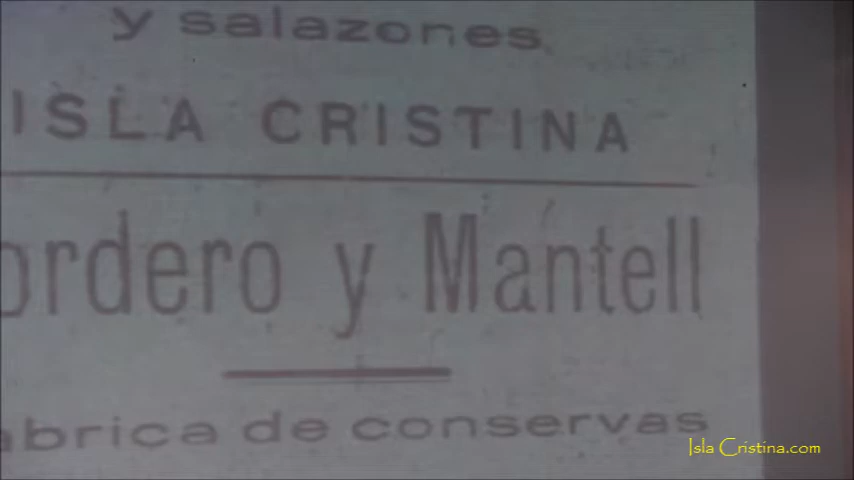 y salazones
ISLA CRISTINA
ordero y Mantell
abrica de conservas
Isla Cristina.com